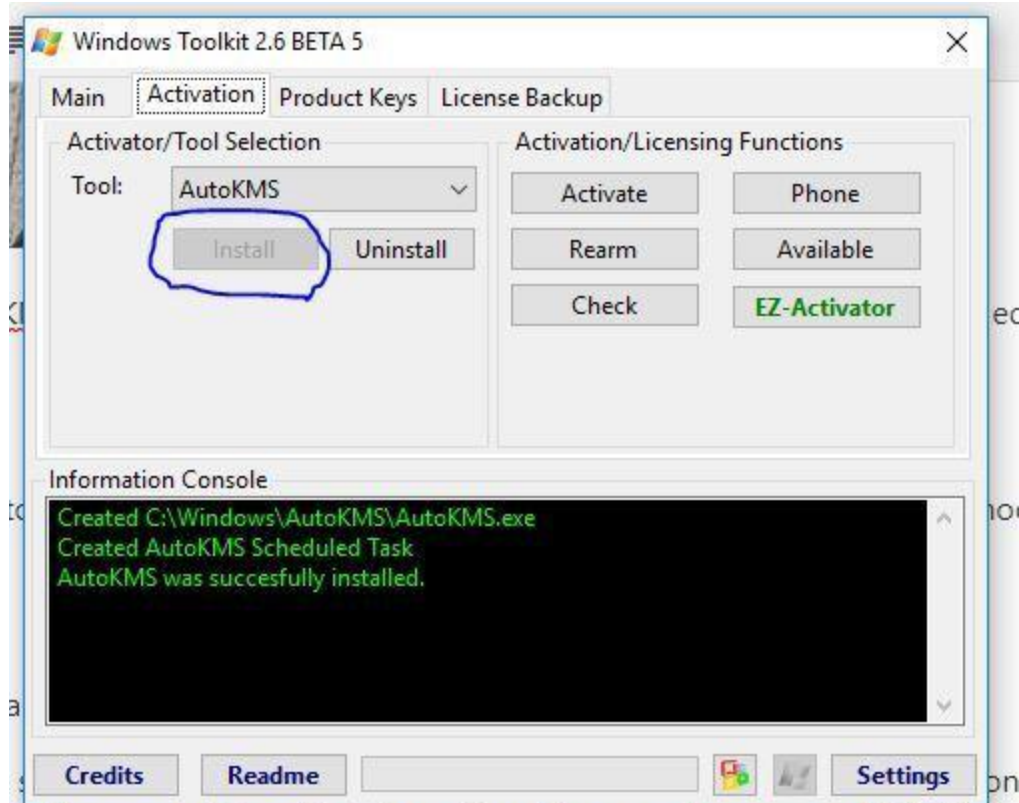 Windows Toolkit 2.6 BETA 5
Main Activation Product Keys License Backup
Activator/Tool Selection
Tool: AutoKMS
Install Uninstall
Activation/Licensing Functions
Activate Phone
Rearm Available
Check EZ-Activator
Information Console
Created C:\Windows\AutoKMS\AutoKMS.exe
Created AutoKMS Scheduled Task
AutoKMS was succesfully installed.
Credits Readme Settings